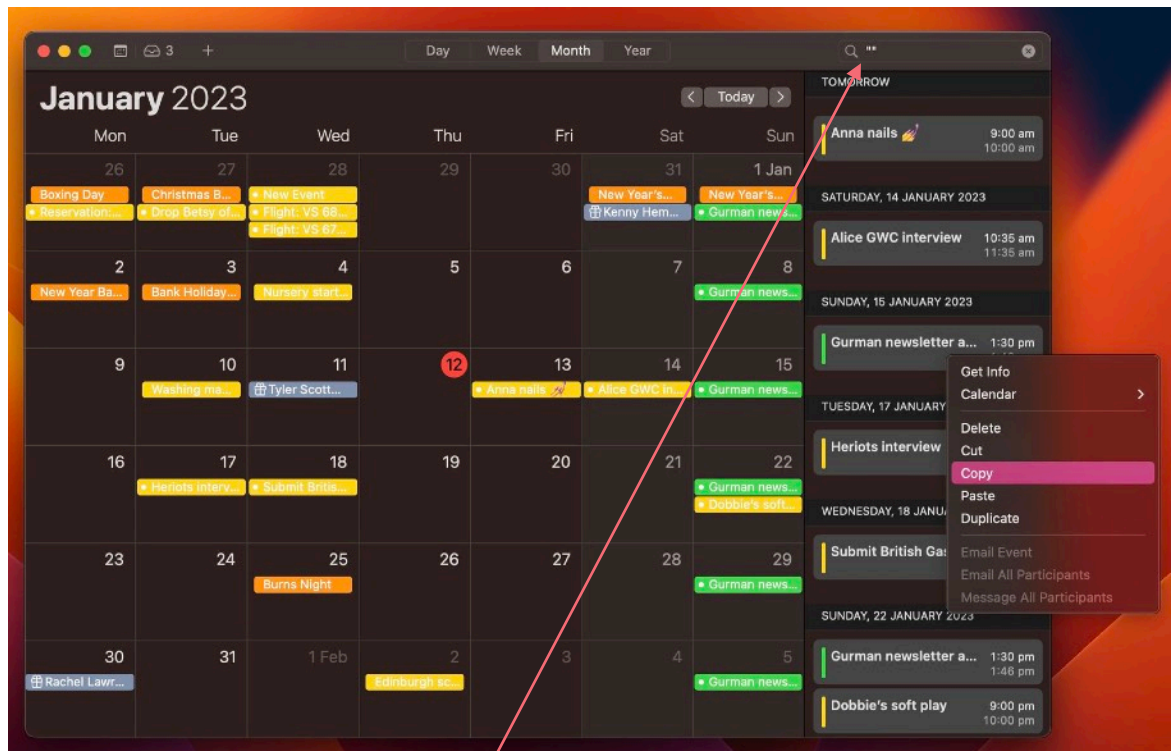 3 + Day Week Month Year ""
January 2023 < Today >
Mon Tue Wed Thu Fri Sat Sun
26 27 28 29 30 31 1 Jan
Boxing Day Christmas B... New Event New Year's... New Year's...
Reservation:... Drop Betsy of... Flight: VS 68... Kenny Hem... Gurman news...
Flight: VS 67...
2 3 4 5 6 7 8
New Year Ba... Bank Holiday... Nursery start... Gurman news...
9 10 11 12 13 14 15
Washing ma... Tyler Scott... Anna nails 💅 Alice GWC in... Gurman news...
16 17 18 19 20 21 22
Heriots interv... Submit Britis... Gurman news...
Dobbie's soft...
23 24 25 26 27 28 29
Burns Night Gurman news...
30 31 1 Feb 2 3 4 5
Rachel Lawr... Edinburgh sc... Gurman news...
TOMORROW
Anna nails 💅 9:00 am
10:00 am
SATURDAY, 14 JANUARY 2023
Alice GWC interview 10:35 am
11:35 am
SUNDAY, 15 JANUARY 2023
Gurman newsletter a... 1:30 pm
TUESDAY, 17 JANUARY
Heriots interview
WEDNESDAY, 18 JANU
Submit British Ga
SUNDAY, 22 JANUARY 2023
Gurman newsletter a... 1:30 pm
1:46 pm
Dobbie's soft play 9:00 pm
10:00 pm
Get Info
Calendar >
Delete
Cut
Copy
Paste
Duplicate
Email Event
Email All Participants
Message All Participants